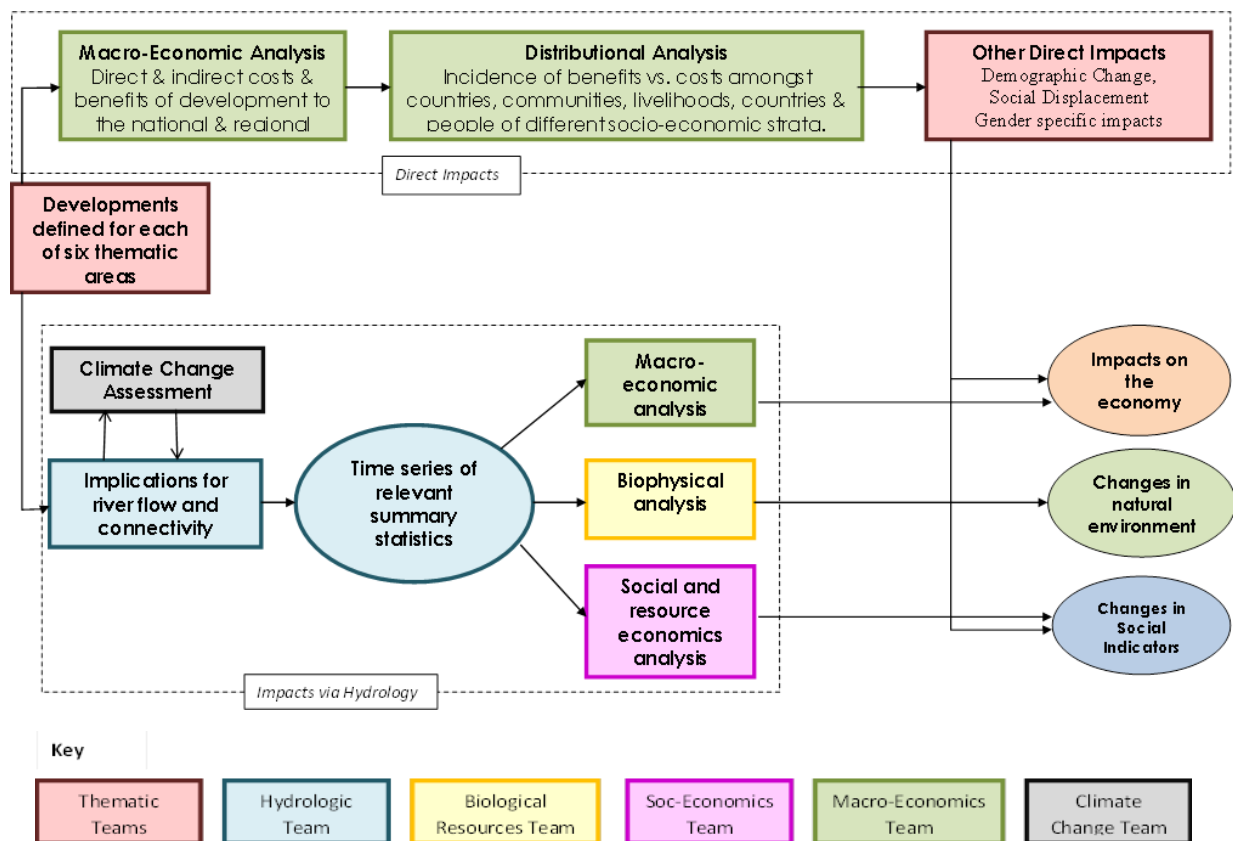 Macro-Economic Analysis
Direct & indirect costs &
benefits of development to
the national & regional
Distributional Analysis
Incidence of benefits vs. costs amongst
countries, communities, livelihoods, countries &
people of different socio-economic strata.
Other Direct Impacts
Demographic Change,
Social Displacement
Gender specific impacts
Direct Impacts
Developments
defined for each
of six thematic
areas
Climate Change
Assessment
Implications for
river flow and
connectivity
Time series of
relevant
summary
statistics
Macro-
economic
analysis
Biophysical
analysis
Social and
resource
economics
analysis
Impacts on
the
economy
Changes in
natural
environment
Changes in
Social
Indicators
Impacts via Hydrology
Key
Thematic
Teams
Hydrologic
Team
Biological
Resources Team
Soc-Economics
Team
Macro-Economics
Team
Climate
Change Team